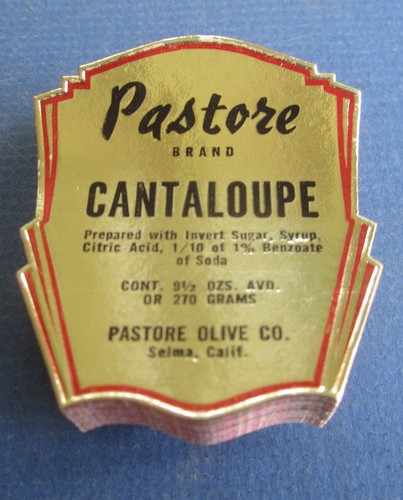 Pastore
BRAND
CANTALOUPE
Prepared with Invert Sugar, Syrup,
Citric Acid, 1/10 of 1% Benzoate
of Soda
CONT. 9½ OZS. AVD.
OR 270 GRAMS
PASTORE OLIVE CO.
Selma, Calif.